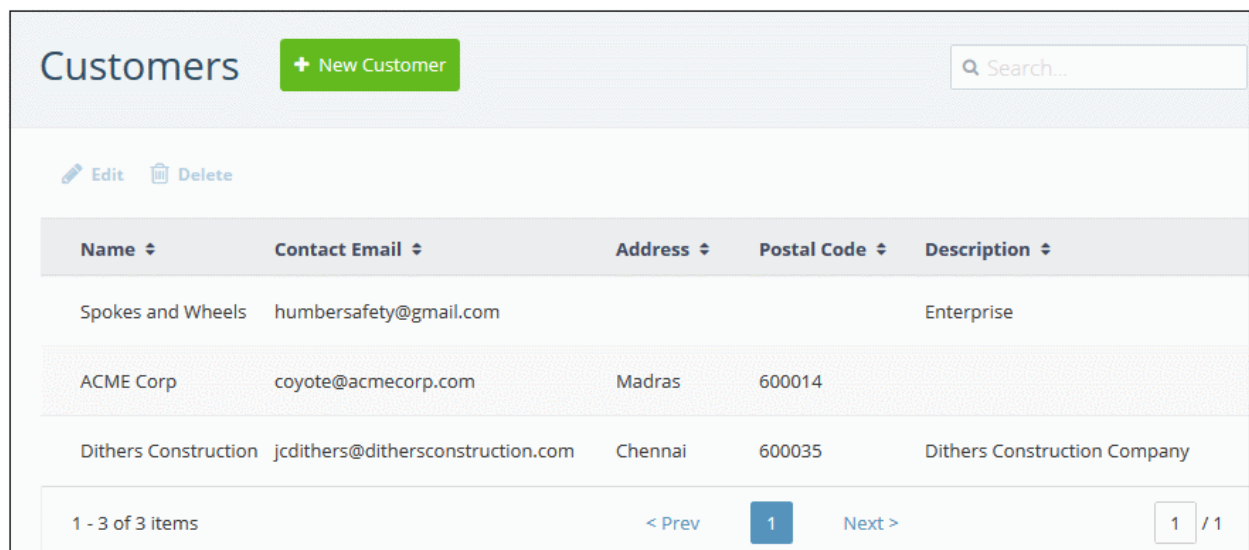 Customers + New Customer Search...
Edit Delete
Name Contact Email Address Postal Code Description
Spokes and Wheels humbersafety@gmail.com Enterprise
ACME Corp coyote@acmecorp.com Madras 600014
Dithers Construction jcdithers@dithersconstruction.com Chennai 600035 Dithers Construction Company
1 - 3 of 3 items < Prev 1 Next > 1 / 1